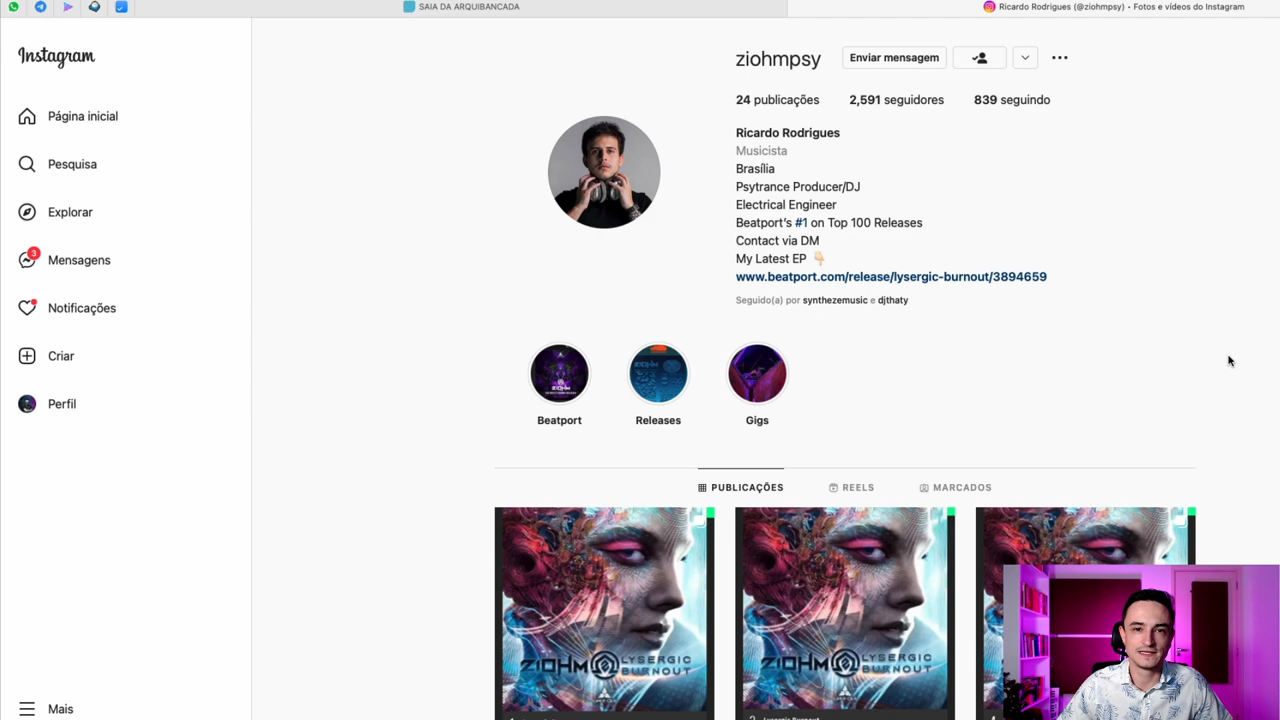 SAIA DA ARQUIBANCADA
Ricardo Rodrigues (@ziohmpsy) • Fotos e vídeos do Instagram
Instagram
Página inicial
Pesquisa
Explorar
3
Mensagens
Notificações
Criar
Perfil
Mais
ziohmpsy
Enviar mensagem
24 publicações 2,591 seguidores 839 seguindo
Ricardo Rodrigues
Musicista
Brasília
Psytrance Producer/DJ
Electrical Engineer
Beatport's #1 on Top 100 Releases
Contact via DM
My Latest EP 👇🏻
www.beatport.com/release/lysergic-burnout/3894659
Seguido(a) por synthezemusic e djthaty
Beatport Releases Gigs
PUBLICAÇÕES REELS MARCADOS
ZIOHM LYSERGIC
BURNOUT
ZIOHM LYSERGIC
BURNOUT